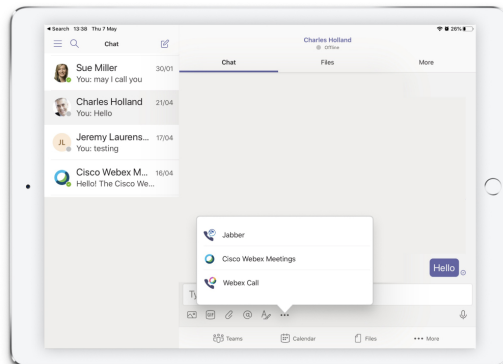 Search 13:38 Thu 7 May 26%
Chat
Charles Holland
Offline
Chat Files More
Sue Miller 30/01
You: may I call you
Charles Holland 21/04
You: Hello
JL
Jeremy Laurens... 17/04
You: testing
Cisco Webex M... 16/04
Hello! The Cisco We...
Jabber
Cisco Webex Meetings
Webex Call
Hello
Ty
GIF
Teams Calendar Files More